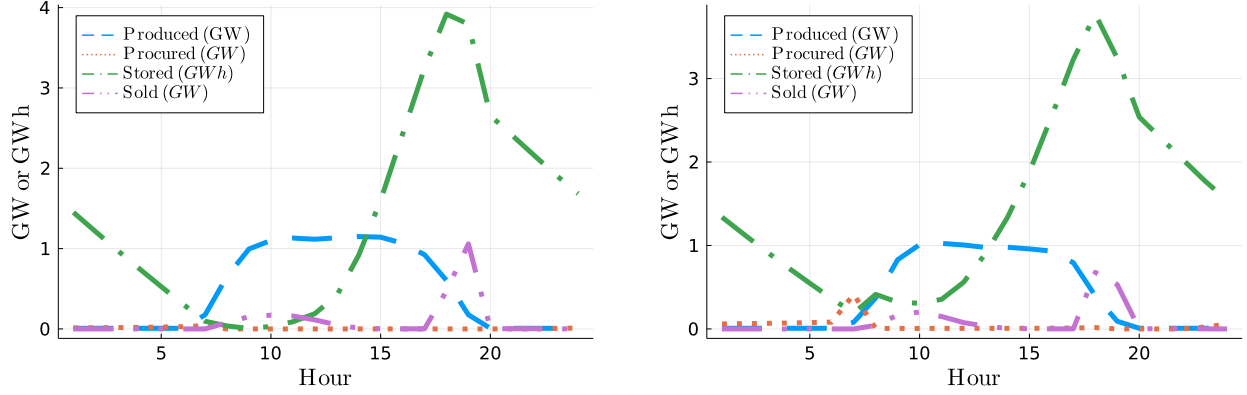 4
3
2
1
0
GW or GWh
Produced (GW)
Procured (GW)
Stored (GWh)
Sold (GW)
5
10
15
20
Hour
3
2
1
0
GW or GWh
Produced (GW)
Procured (GW)
Stored (GWh)
Sold (GW)
5
10
15
20
Hour